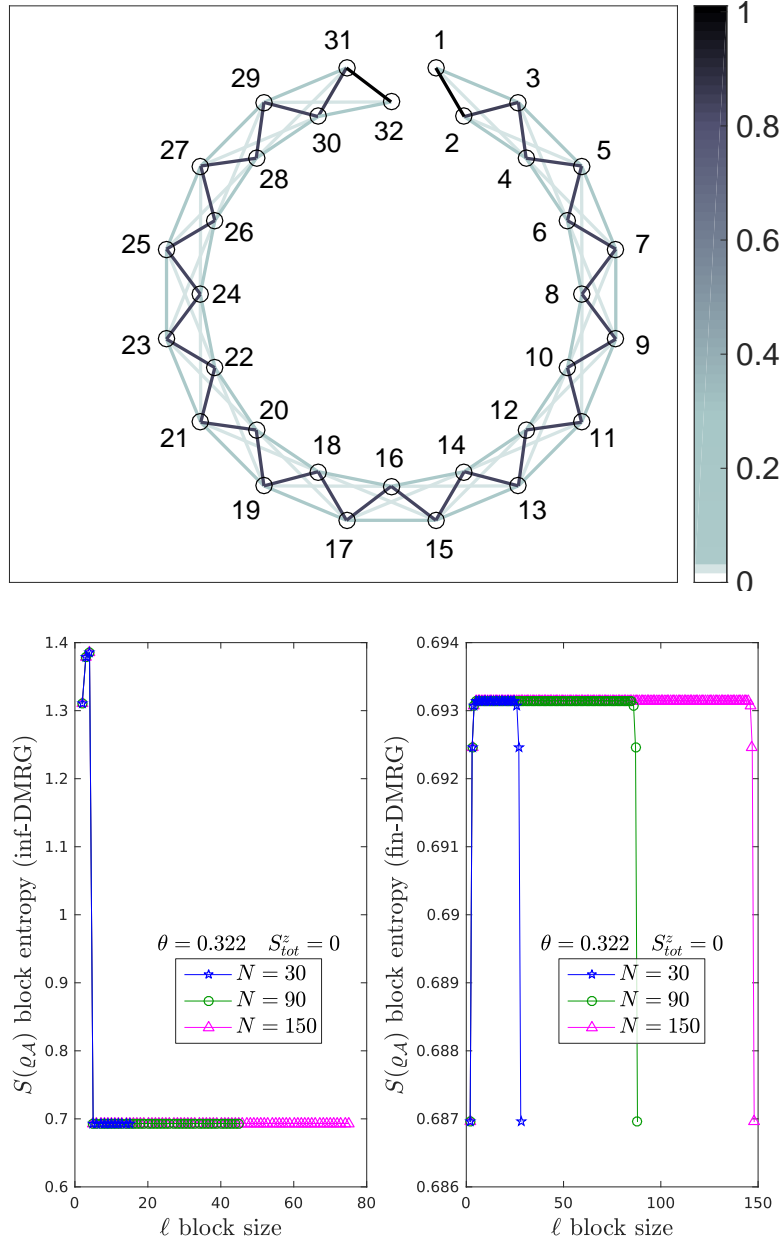 31 1 1
29 3
32
30 2
27 28 4 5 0.8
25 26 6 7
0.6
24 8
23 9
22 10 0.4
21 20 12 11
18 16 14 0.2
19 13
17 15
0
1.4
1.3
1.2
1.1
1
0.9
0.8
0.7
0.6
S(ϱ_A) block entropy (inf-DMRG)
θ = 0.322 S^z_tot = 0
N = 30
N = 90
N = 150
0 20 40 60 80
ℓ block size
0.694
0.693
0.692
0.691
0.69
0.689
0.688
0.687
0.686
S(ϱ_A) block entropy (fin-DMRG)
θ = 0.322 S^z_tot = 0
N = 30
N = 90
N = 150
0 50 100 150
ℓ block size